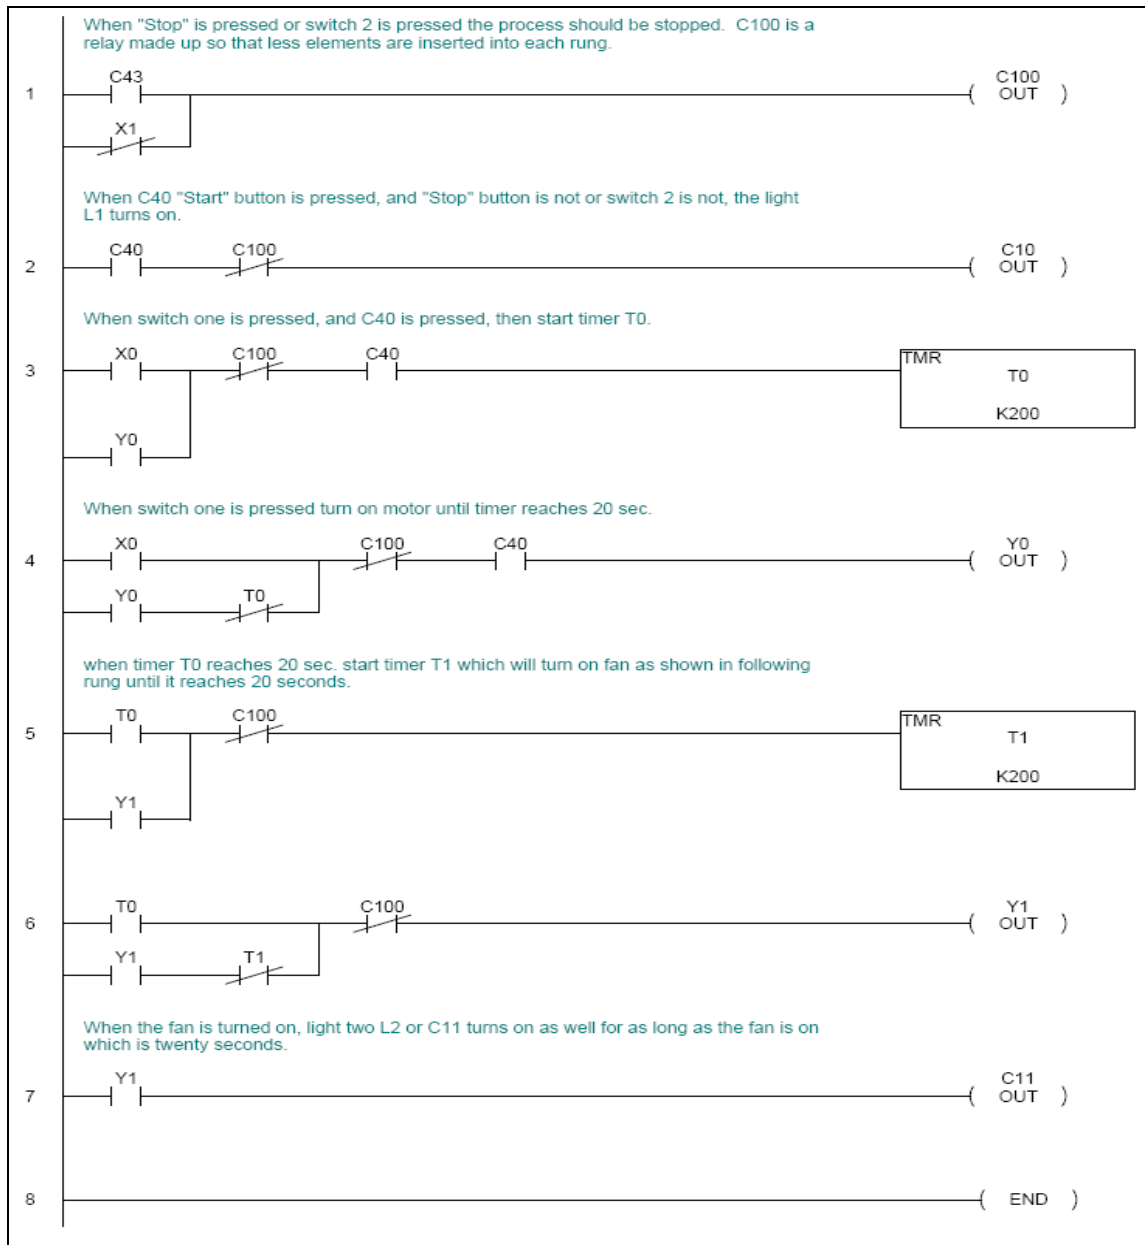 When "Stop" is pressed or switch 2 is pressed the process should be stopped.  C100 is a
relay made up so that less elements are inserted into each rung.
C43
C100
1
OUT
X1
When C40 "Start" button is pressed, and "Stop" button is not or switch 2 is not, the light
L1 turns on.
C40
C100
C10
2
OUT
When switch one is pressed, and C40 is pressed, then start timer T0.
X0
C100
C40
TMR
3
T0
K200
Y0
When switch one is pressed turn on motor until timer reaches 20 sec.
X0
C100
C40
Y0
4
OUT
Y0
T0
when timer T0 reaches 20 sec. start timer T1 which will turn on fan as shown in following
rung until it reaches 20 seconds.
T0
C100
TMR
5
T1
K200
Y1
T0
C100
Y1
6
OUT
Y1
T1
When the fan is turned on, light two L2 or C11 turns on as well for as long as the fan is on
which is twenty seconds.
Y1
C11
7
OUT
8
END